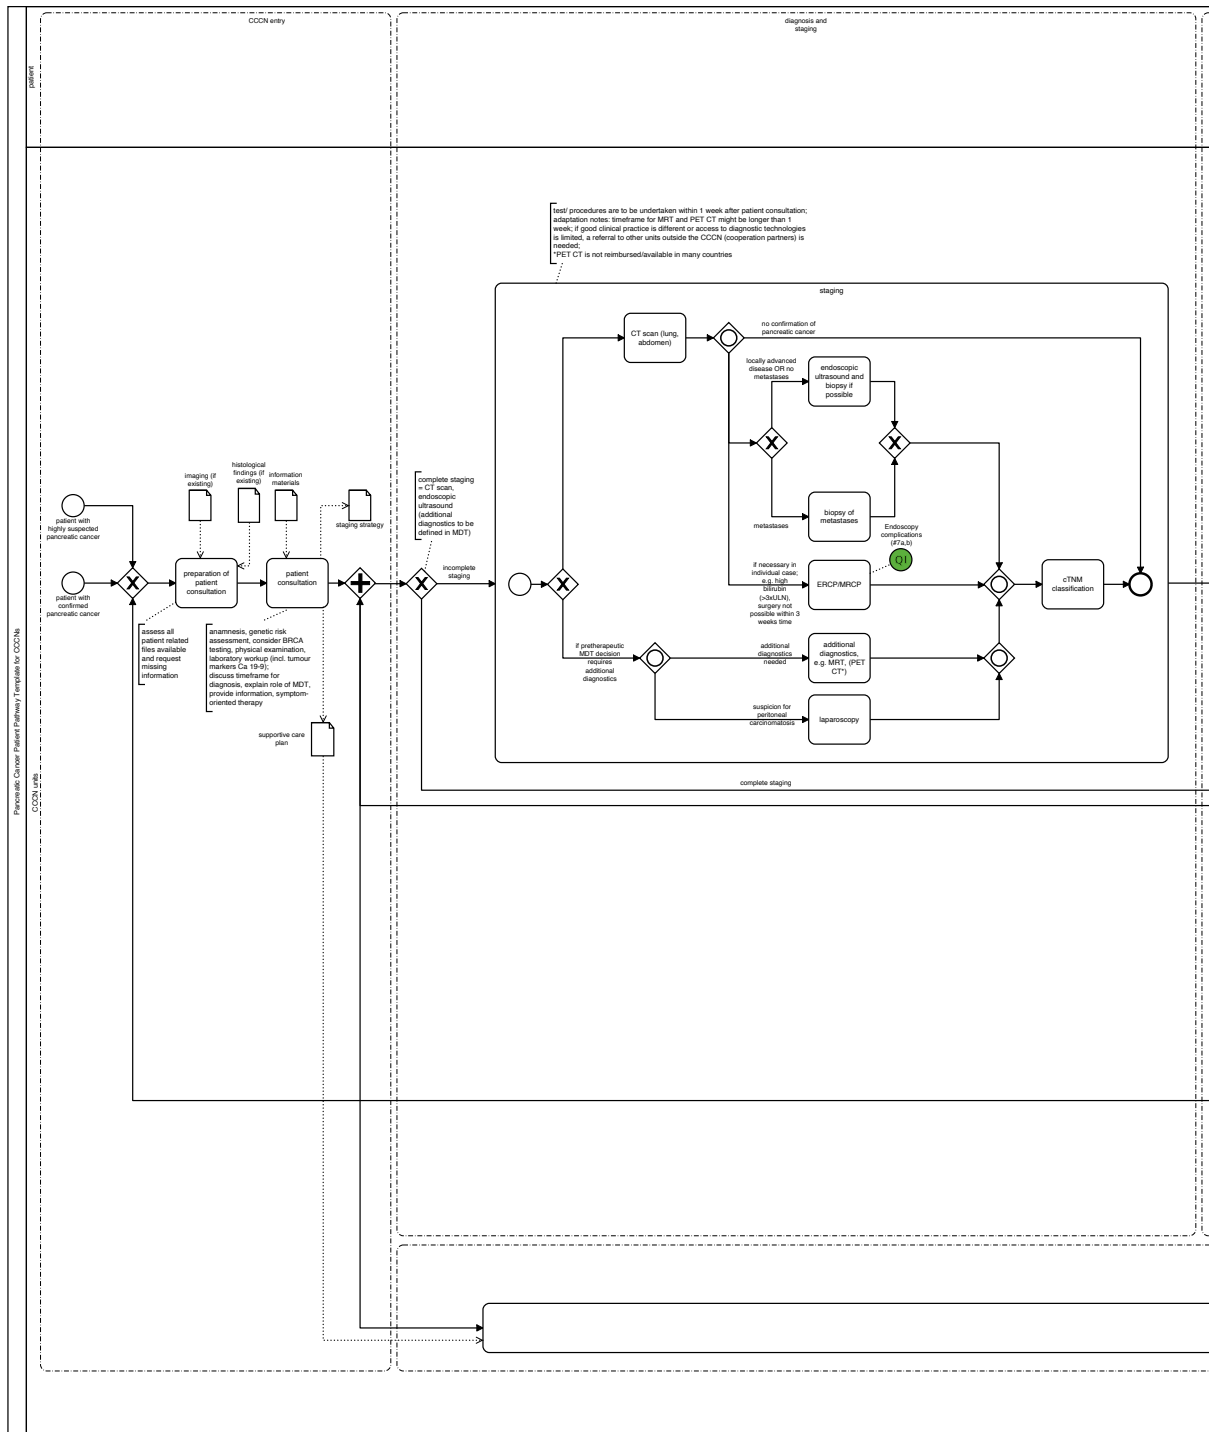 CCCN entry
diagnosis and
staging
patient
Pancreatic Cancer Patient Pathway Template for CCCNs
CCCN units
test/ procedures are to be undertaken within 1 week after patient consultation;
adaptation notes: timeframe for MRT and PET CT might be longer than 1
week; if good clinical practice is different or access to diagnostic technologies
is limited, a referral to other units outside the CCCN (cooperation partners) is
needed;
*PET CT is not reimbursed/available in many countries
staging
CT scan (lung,
abdomen)
no confirmation of
pancreatic cancer
locally advanced
disease OR no
metastases
endoscopic
ultrasound and
biopsy if
possible
metastases
biopsy of
metastases
Endoscopy
complications
(#7a,b)
QI
if necessary in
individual case;
e.g. high
bilirubin
(>3xULN),
surgery not
possible within 3
weeks time
ERCP/MRCP
cTNM
classification
if pretherapeutic
MDT decision
requires
additional
diagnostics
additional
diagnostics
needed
additional
diagnostics,
e.g. MRT, (PET
CT*)
suspicion for
peritoneal
carcinomatosis
laparoscopy
complete staging
imaging (if
existing)
histological
findings (if
existing)
information
materials
staging strategy
complete staging
= CT scan,
endoscopic
ultrasound
(additional
diagnostics to be
defined in MDT)
incomplete
staging
patient with
highly suspected
pancreatic cancer
patient with
confirmed
pancreatic cancer
preparation of
patient
consultation
patient
consultation
assess all
patient related
files available
and request
missing
information
anamnesis, genetic risk
assessment, consider BRCA
testing, physical examination,
laboratory workup (incl. tumour
markers Ca 19-9);
discuss timeframe for
diagnosis, explain role of MDT,
provide information, symptom-
oriented therapy
supportive care
plan